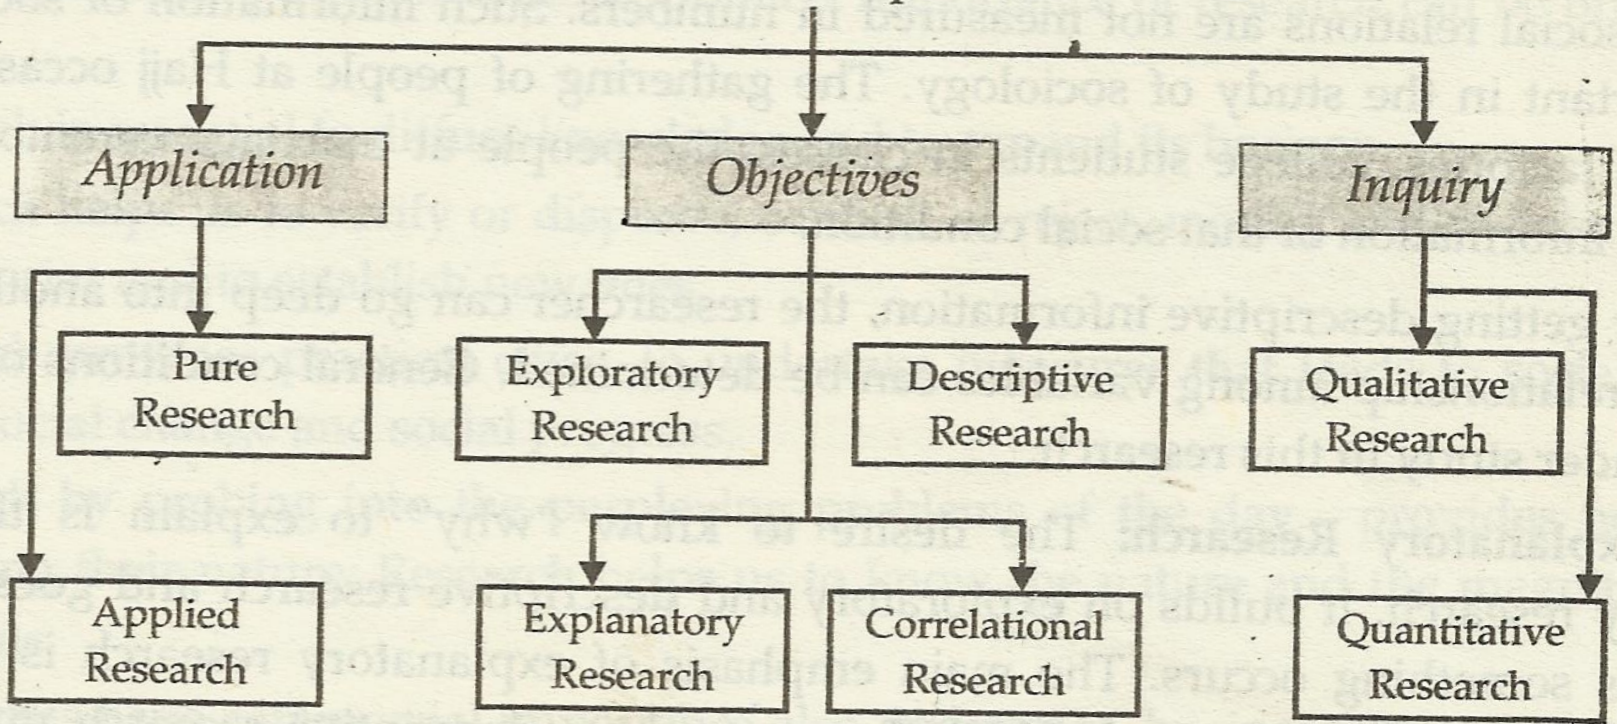 Application
Objectives
Inquiry
Pure
Research
Exploratory
Research
Descriptive
Research
Qualitative
Research
Applied
Research
Explanatory
Research
Correlational
Research
Quantitative
Research